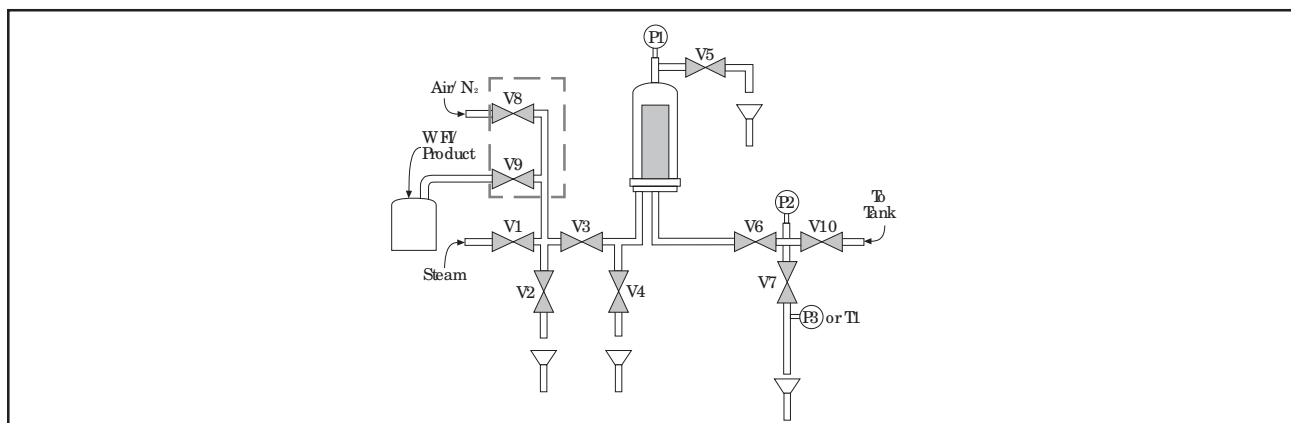 P1
V5
Air/ N₂
V8
WFI/
Product
V9
P2
To
Tank
V1
V3
V6
V10
Steam
V2
V4
V7
P3 or T1